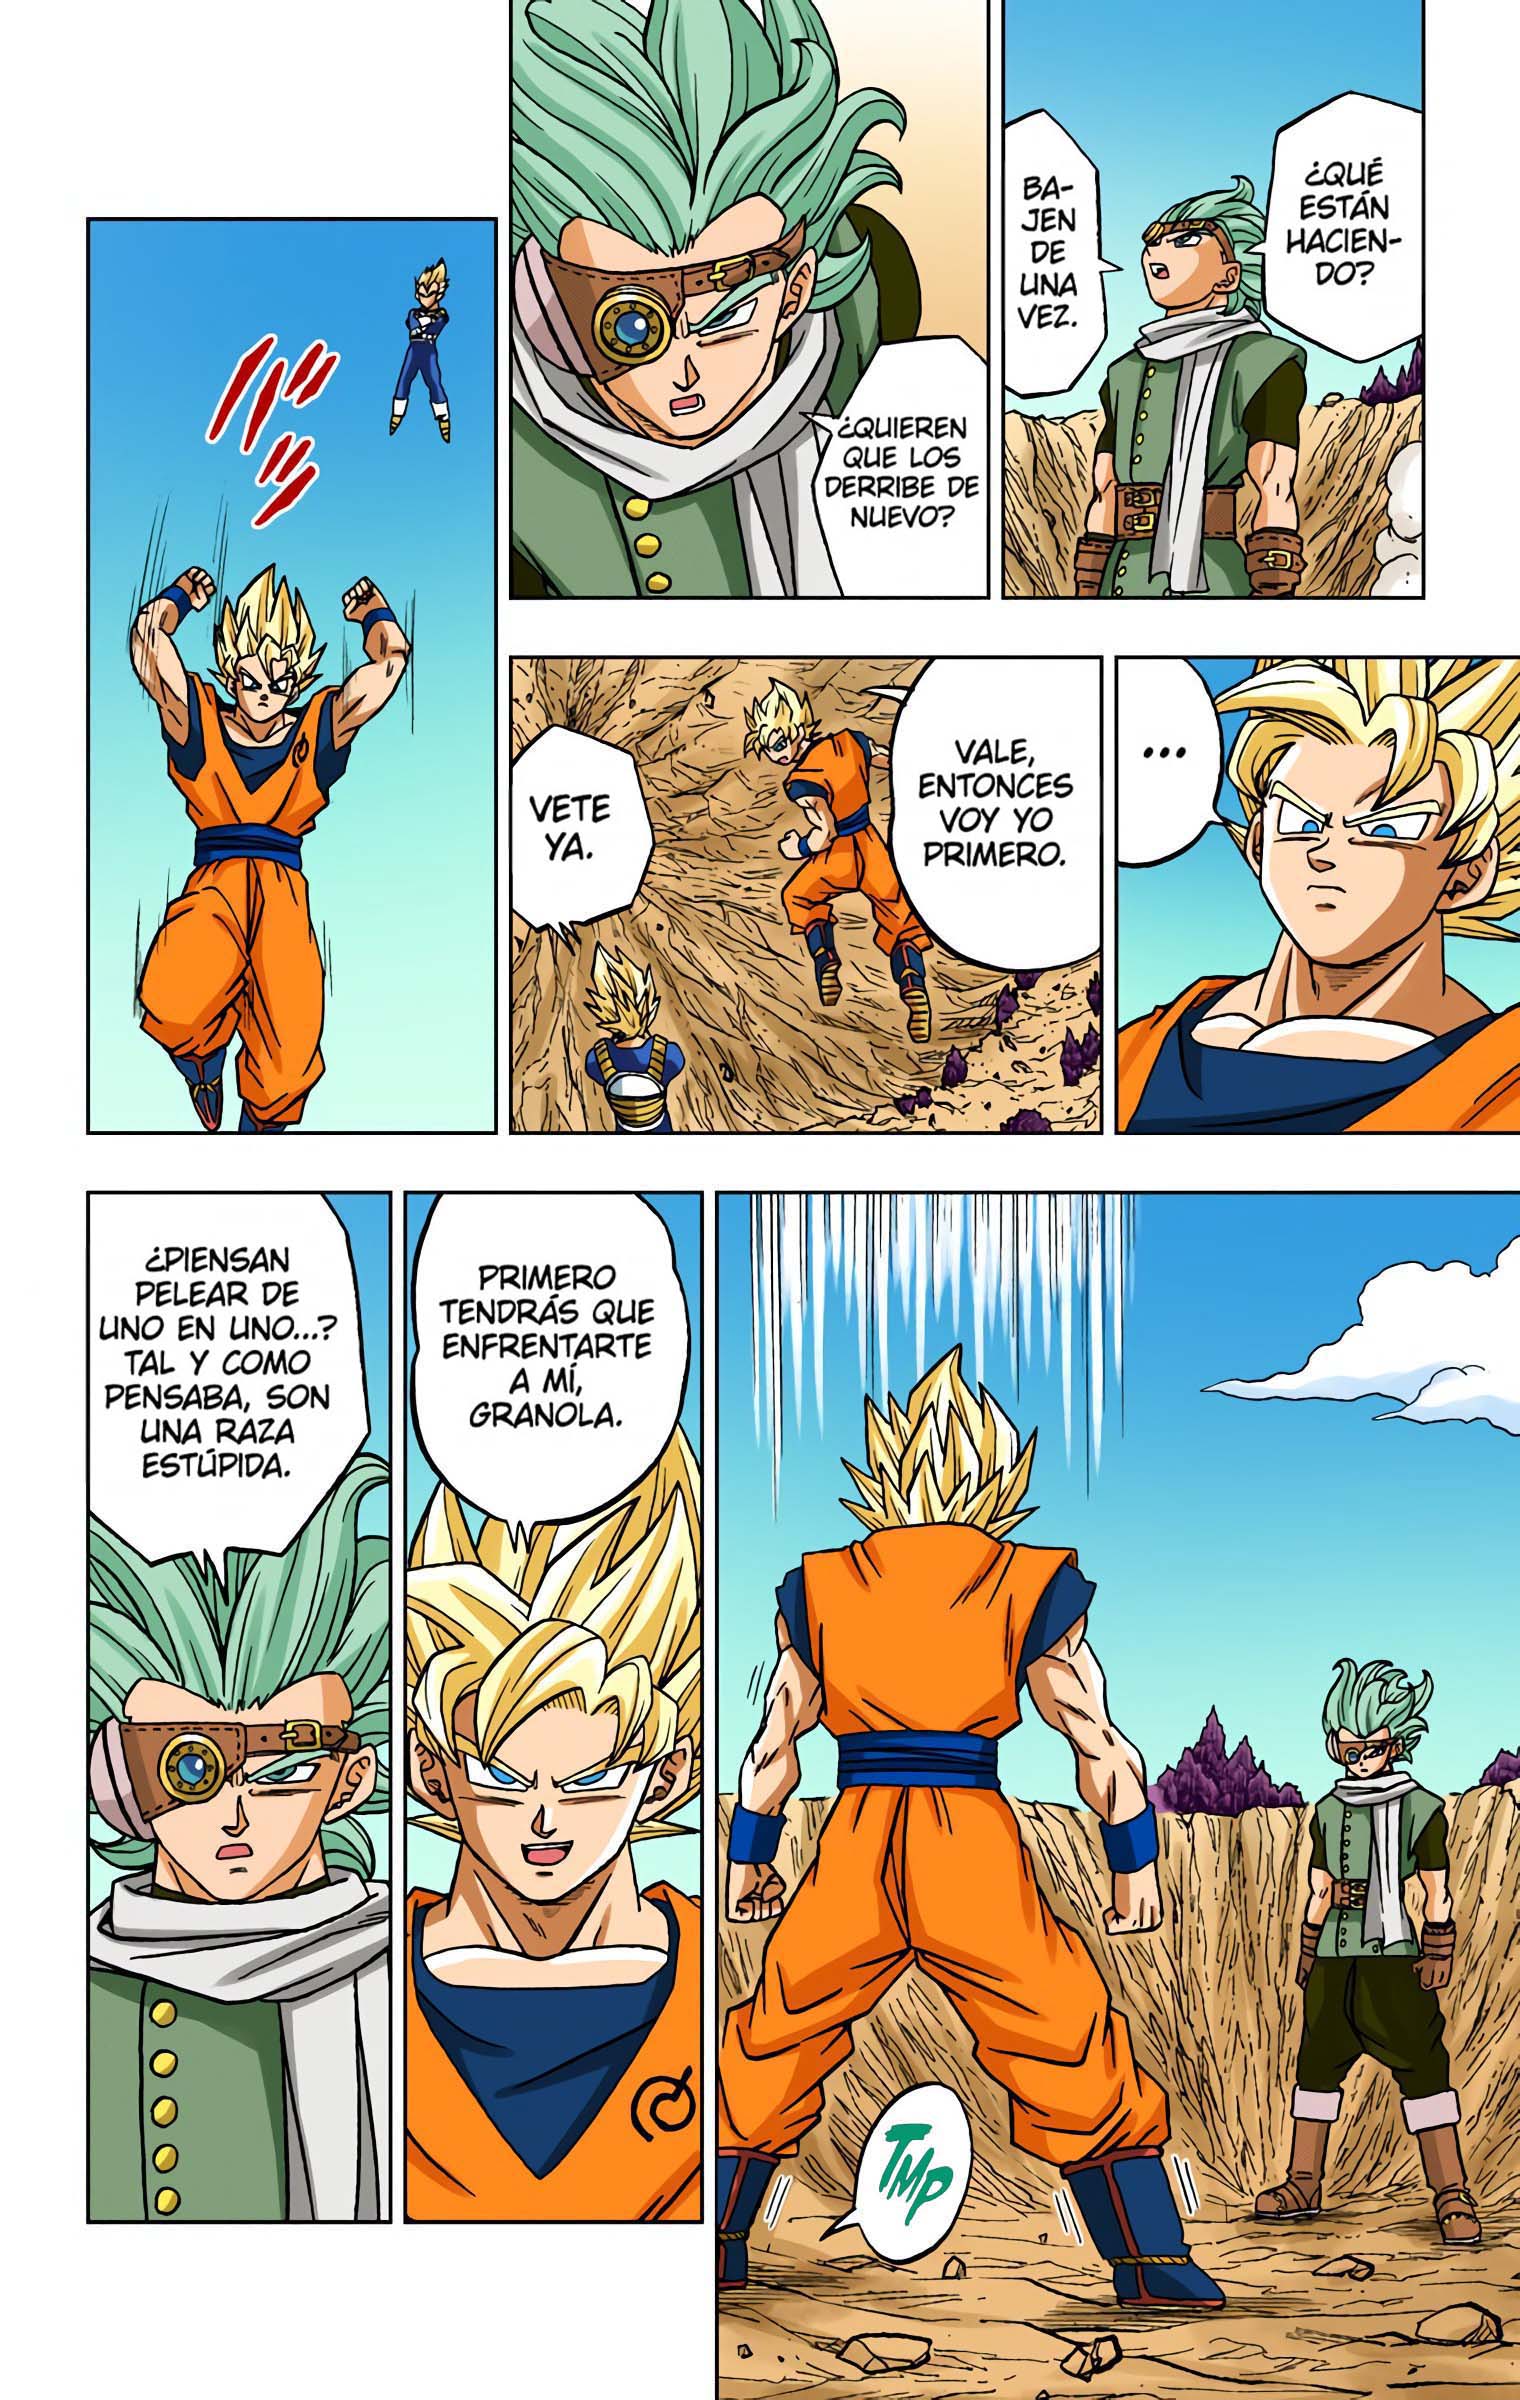 ¿QUÉ
ESTÁN
HACIEN-
DO?
BA-
JEN
DE
UNA
VEZ.
¿QUIEREN
QUE LOS
DERRIBE DE
NUEVO?
...
VALE,
ENTONCES
VOY YO
PRIMERO.
VETE
YA.
バッ
TMP
PRIMERO
TENDRÁS QUE
ENFRENTARTE
A MÍ,
GRANOLA.
¿PIENSAN
PELEAR DE
UNO EN UNO...?
TAL Y COMO
PENSABA, SON
UNA RAZA
ESTÚPIDA.